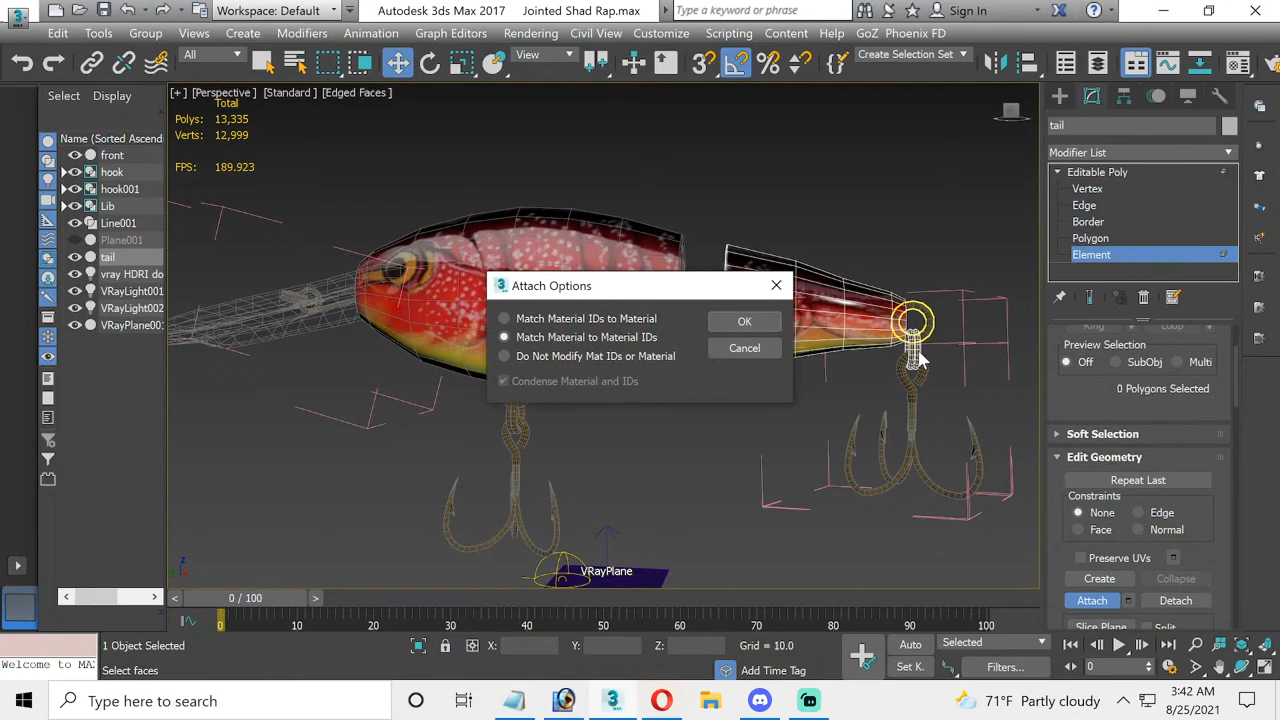 Workspace: Default
Autodesk 3ds Max 2017
Jointed Shad Rap.max
Type a keyword or phrase
Sign In
Edit Tools Group Views Create Modifiers Animation Graph Editors Rendering Civil View Customize Scripting Content Help GoZ Phoenix FD
All
View
Create Selection Set
Select Display
[+] [Perspective] [Standard] [Edged Faces]
Total
Polys: 13,335
Verts: 12,999
FPS: 189.923
Name (Sorted Ascend
front
hook
hook001
Lib
Line001
Plane001
tail
vray HDRI do
VRayLight001
VRayLight002
VRayPlane001
Attach Options
Match Material IDs to Material
Match Material to Material IDs
Do Not Modify Mat IDs or Material
Condense Material and IDs
OK
Cancel
VRayPlane
tail
Modifier List
Editable Poly
Vertex
Edge
Border
Polygon
Element
Ring Loop
Preview Selection
Off SubObj Multi
0 Polygons Selected
Soft Selection
Edit Geometry
Repeat Last
Constraints
None Edge
Face Normal
Preserve UVs
Create Collapse
Attach Detach
Slice Plane Split
0 / 100
0 10 20 30 40 50 60 70 80 90 100
Welcome to MA
1 Object Selected
Select faces
X: Y: Z: Grid = 10.0
Add Time Tag
Auto
Set K.
Selected
Filters...
0
Type here to search
71°F Partly cloudy
3:42 AM
8/25/2021